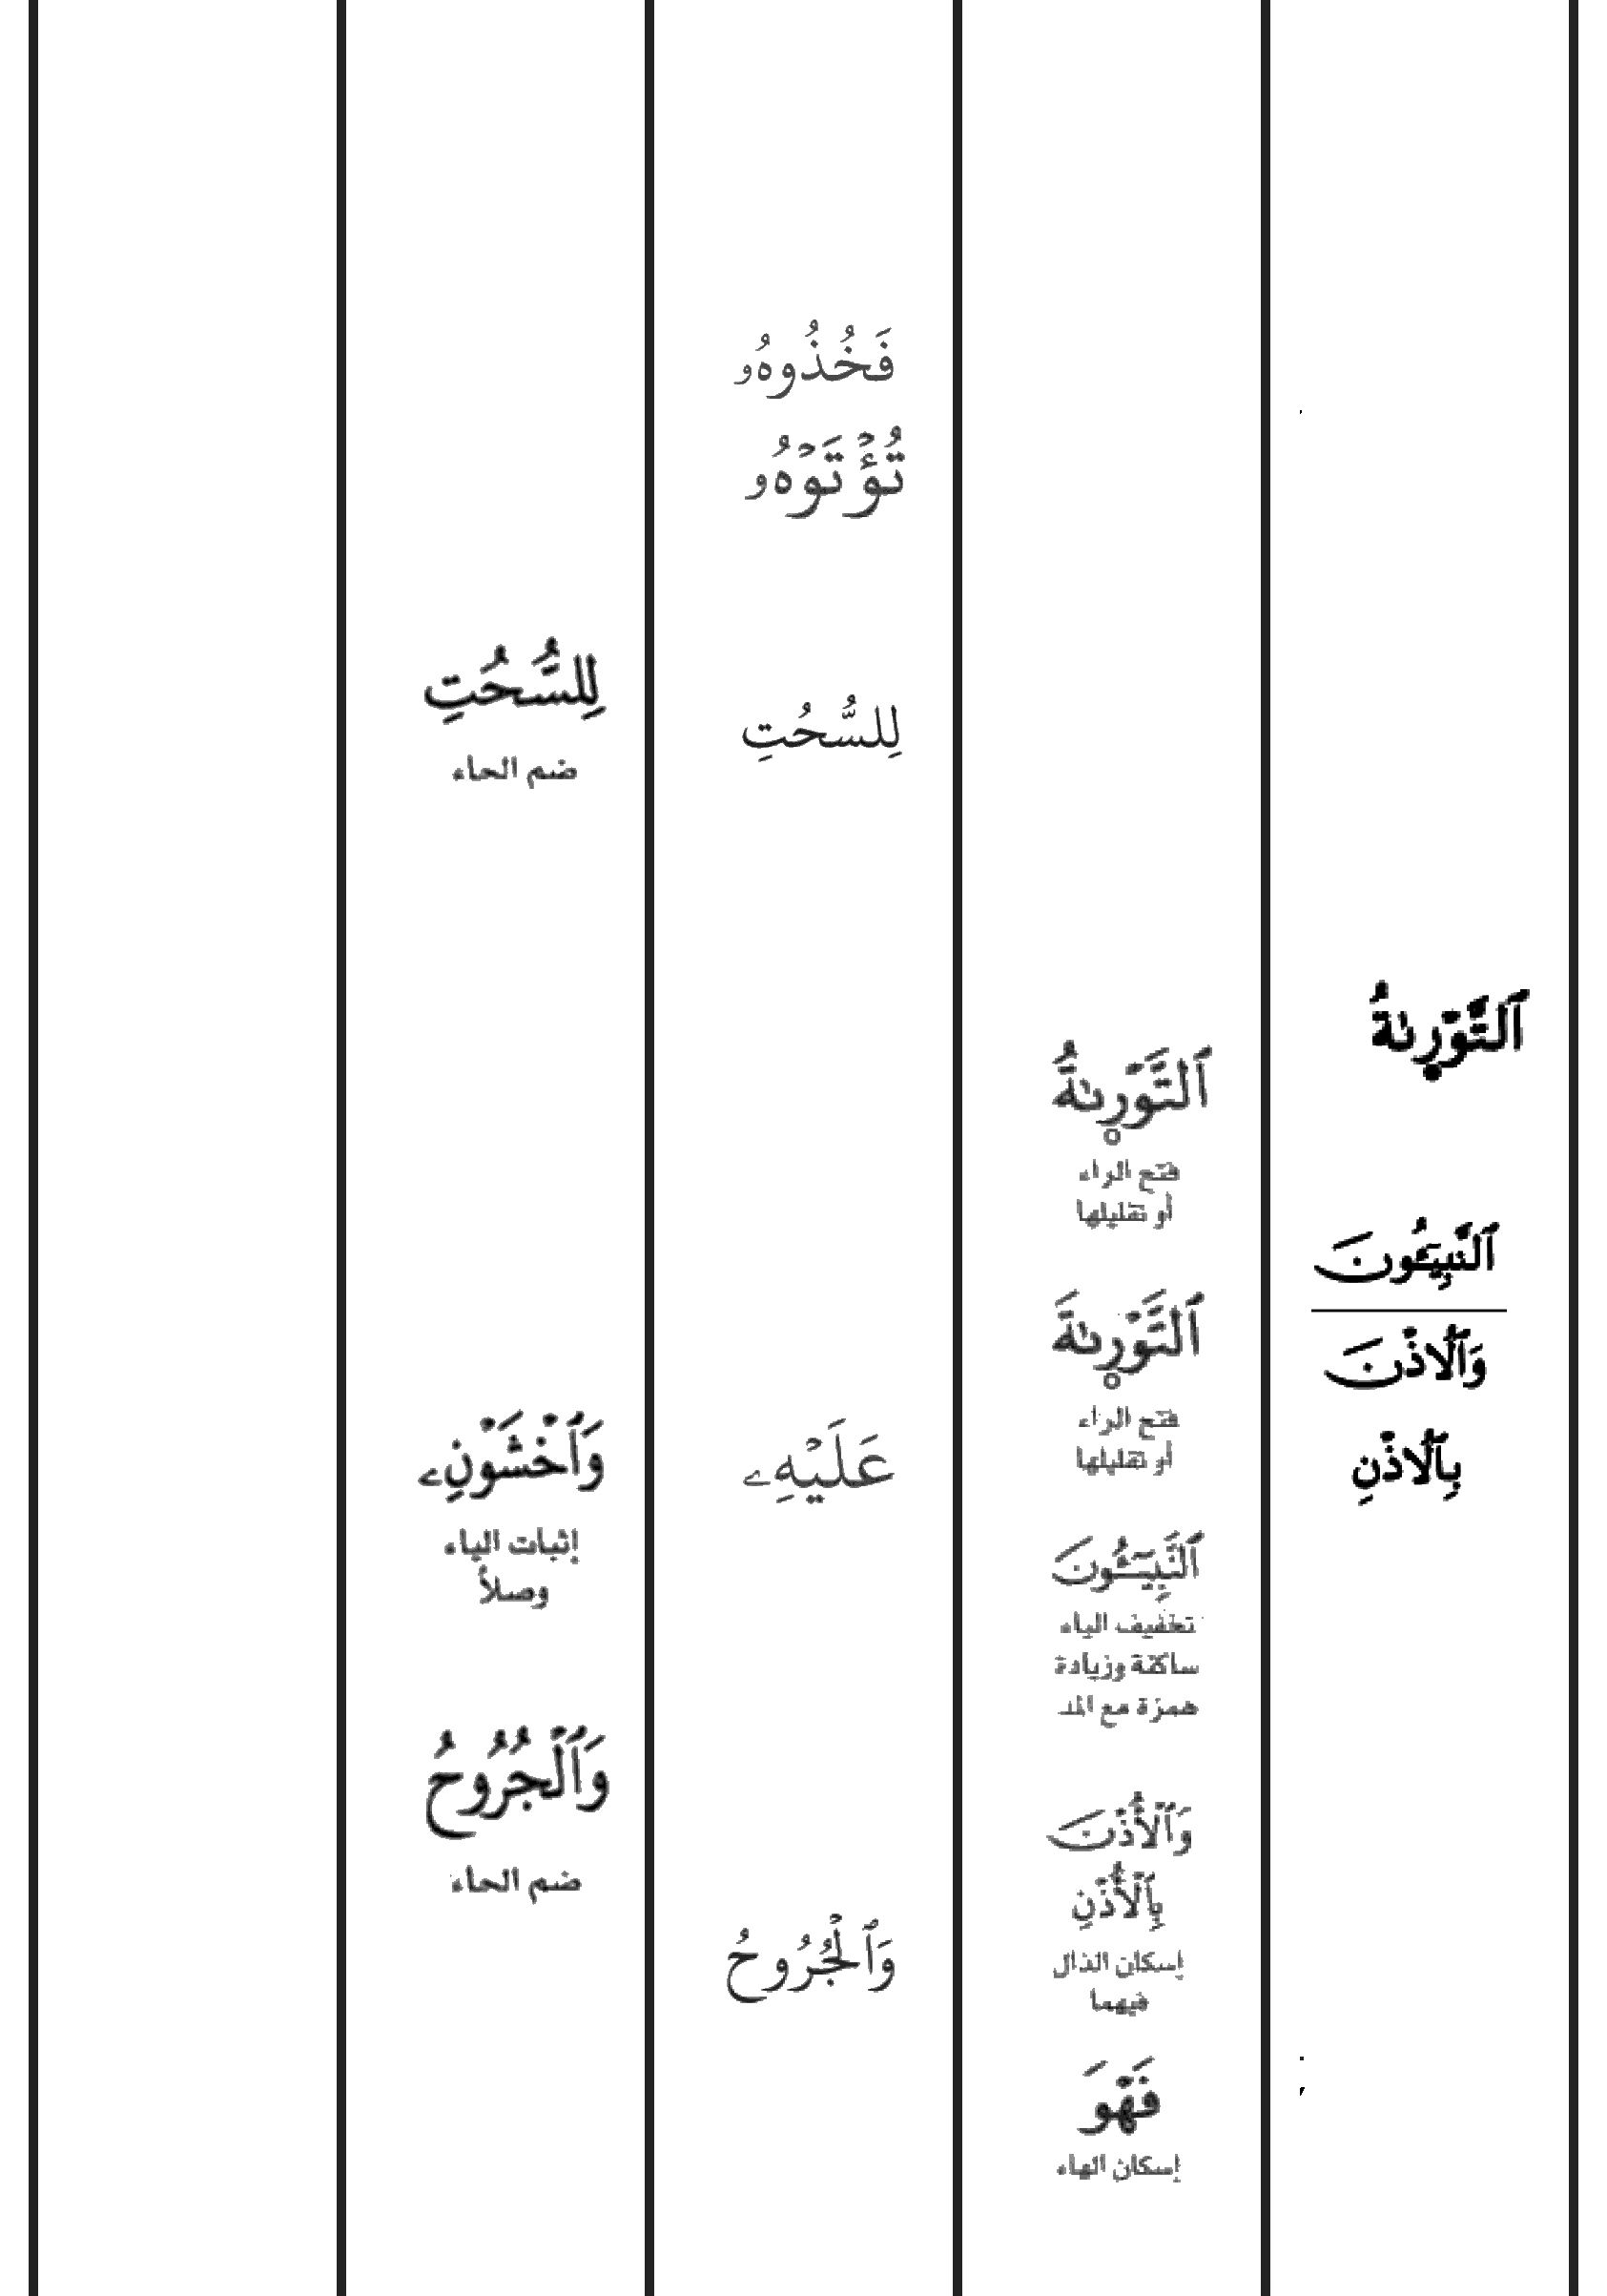 ٱلتَّوۡرِىٰةُ
ٱلنَّبِيٓـُٔونَ
وَٱلُاذۡنَ
بِٱلُاذۡنِ
ٱلتَّوۡرِىٰةُ
فتح الراء
أو تقليلها
ٱلتَّوۡرِىٰةَ
فتح الراء
أو تقليلها
ٱلنَّبِيٓـُٔونَ
تخفيف الياء
ساكنة وزيادة
همزة مع المد
وَٱلۡأُذۡنَ
بِٱلۡأُذۡنِ
إسكان الذال
فيهما
فَهۡوَ
إسكان الهاء
فَخُذُوهُو
تُؤۡتَوۡهُو
لِلسُّحُتِ
عَلَيۡهِے
وَٱلۡجُرُوحُ
لِلسُّحُتِ
ضم الحاء
وَٱخۡشَوۡنِے
إثبات الياء
وصلاً
وَٱلۡجُرُوحُ
ضم الحاء